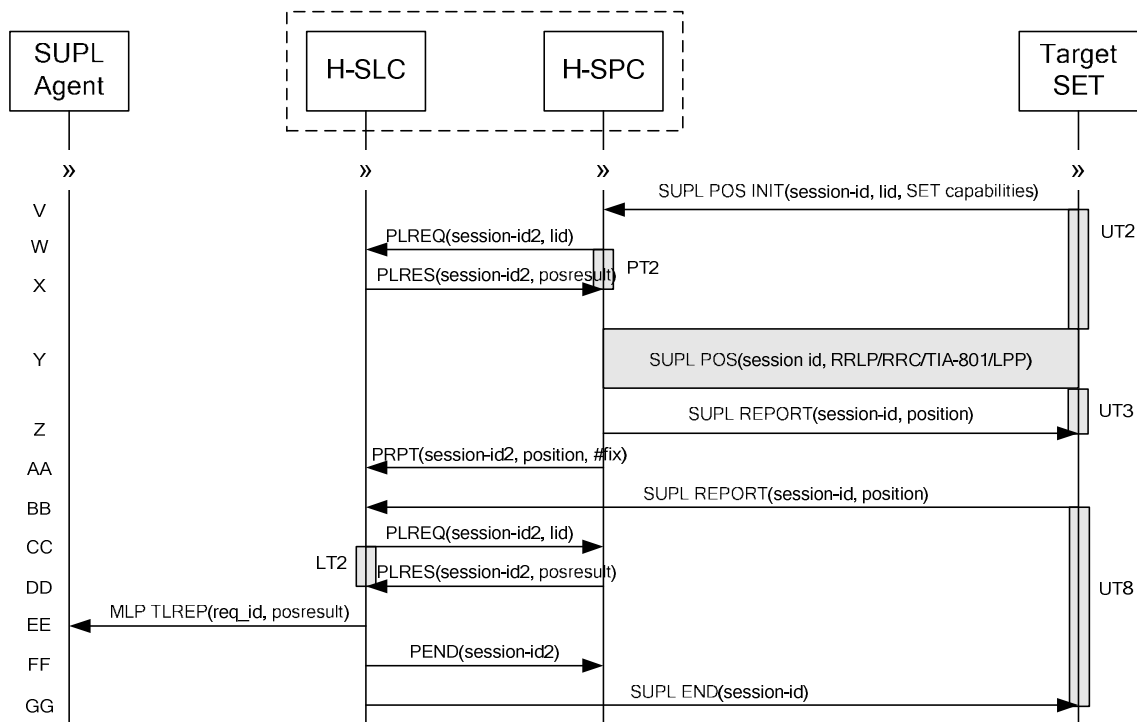 SUPL
Agent
H-SLC
H-SPC
Target
SET
» » » »
V
SUPL POS INIT(session-id, lid, SET capabilities)
UT2
W
PLREQ(session-id2, lid)
PT2
X
PLRES(session-id2, posresult)
Y
SUPL POS(session id, RRLP/RRC/TIA-801/LPP)
UT3
Z
SUPL REPORT(session-id, position)
AA
PRPT(session-id2, position, #fix)
BB
SUPL REPORT(session-id, position)
CC
PLREQ(session-id2, lid)
LT2
DD
PLRES(session-id2, posresult)
UT8
EE
MLP TLREP(req_id, posresult)
FF
PEND(session-id2)
GG
SUPL END(session-id)